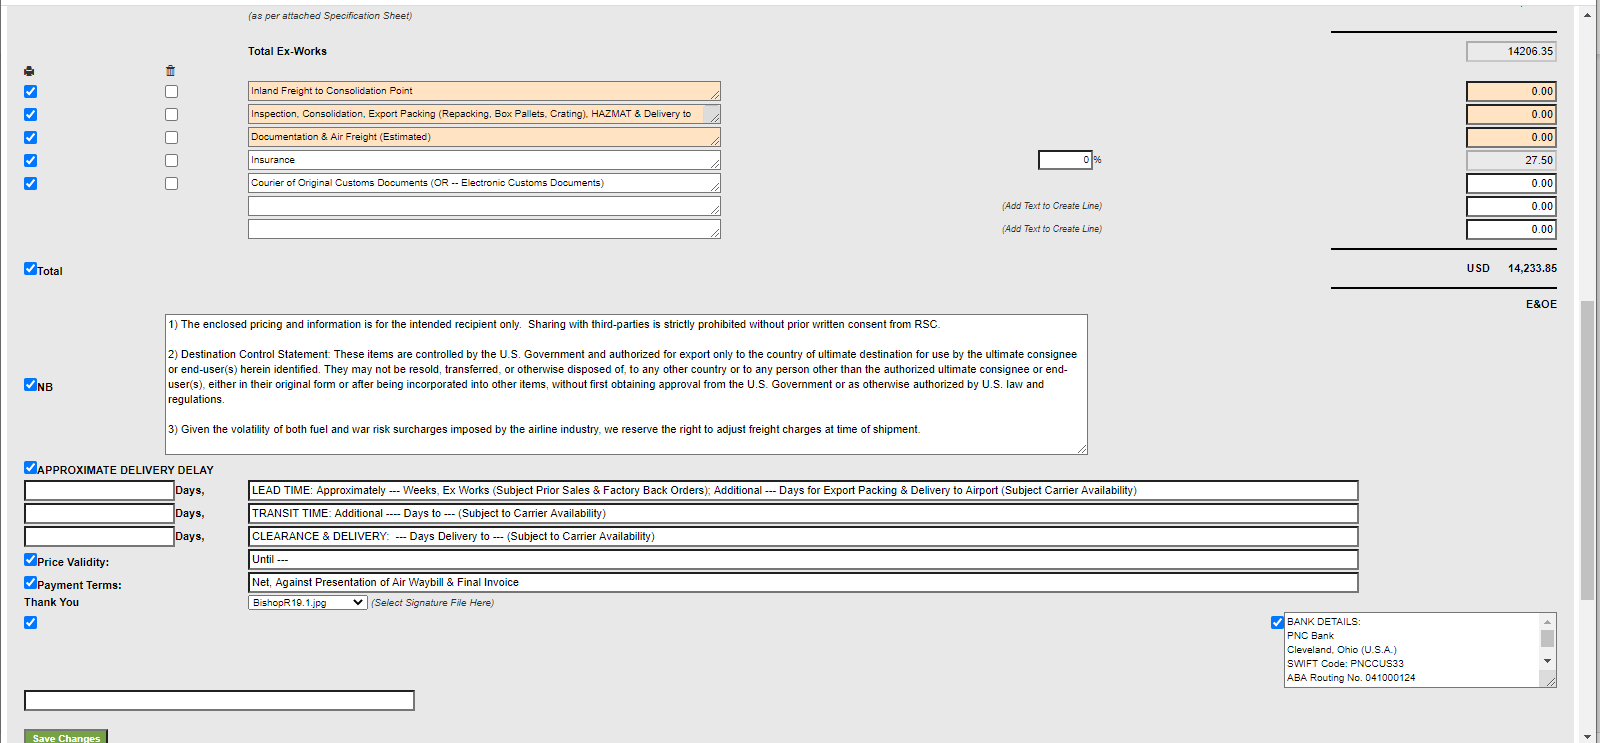 (as per attached Specification Sheet)
Total Ex-Works 14206.35
Inland Freight to Consolidation Point 0.00
Inspection, Consolidation, Export Packing (Repacking, Box Pallets, Crating), HAZMAT & Delivery to 0.00
Documentation & Air Freight (Estimated) 0.00
Insurance 0 % 27.50
Courier of Original Customs Documents (OR -- Electronic Customs Documents) 0.00
(Add Text to Create Line) 0.00
(Add Text to Create Line) 0.00
Total USD 14,233.85
E&OE
1) The enclosed pricing and information is for the intended recipient only.  Sharing with third-parties is strictly prohibited without prior written consent from RSC.
2) Destination Control Statement: These items are controlled by the U.S. Government and authorized for export only to the country of ultimate destination for use by the ultimate consignee
or end-user(s) herein identified. They may not be resold, transferred, or otherwise disposed of, to any other country or to any person other than the authorized ultimate consignee or end-
NB
user(s), either in their original form or after being incorporated into other items, without first obtaining approval from the U.S. Government or as otherwise authorized by U.S. law and
regulations.
3) Given the volatility of both fuel and war risk surcharges imposed by the airline industry, we reserve the right to adjust freight charges at time of shipment.
APPROXIMATE DELIVERY DELAY
Days, LEAD TIME: Approximately --- Weeks, Ex Works (Subject Prior Sales & Factory Back Orders); Additional --- Days for Export Packing & Delivery to Airport (Subject Carrier Availability)
Days, TRANSIT TIME: Additional ---- Days to --- (Subject to Carrier Availability)
Days, CLEARANCE & DELIVERY:  --- Days Delivery to --- (Subject to Carrier Availability)
Price Validity: Until ---
Payment Terms: Net, Against Presentation of Air Waybill & Final Invoice
Thank You BishopR19.1.jpg (Select Signature File Here)
BANK DETAILS:
PNC Bank
Cleveland, Ohio (U.S.A.)
SWIFT Code: PNCCUS33
ABA Routing No. 041000124
Save Changes